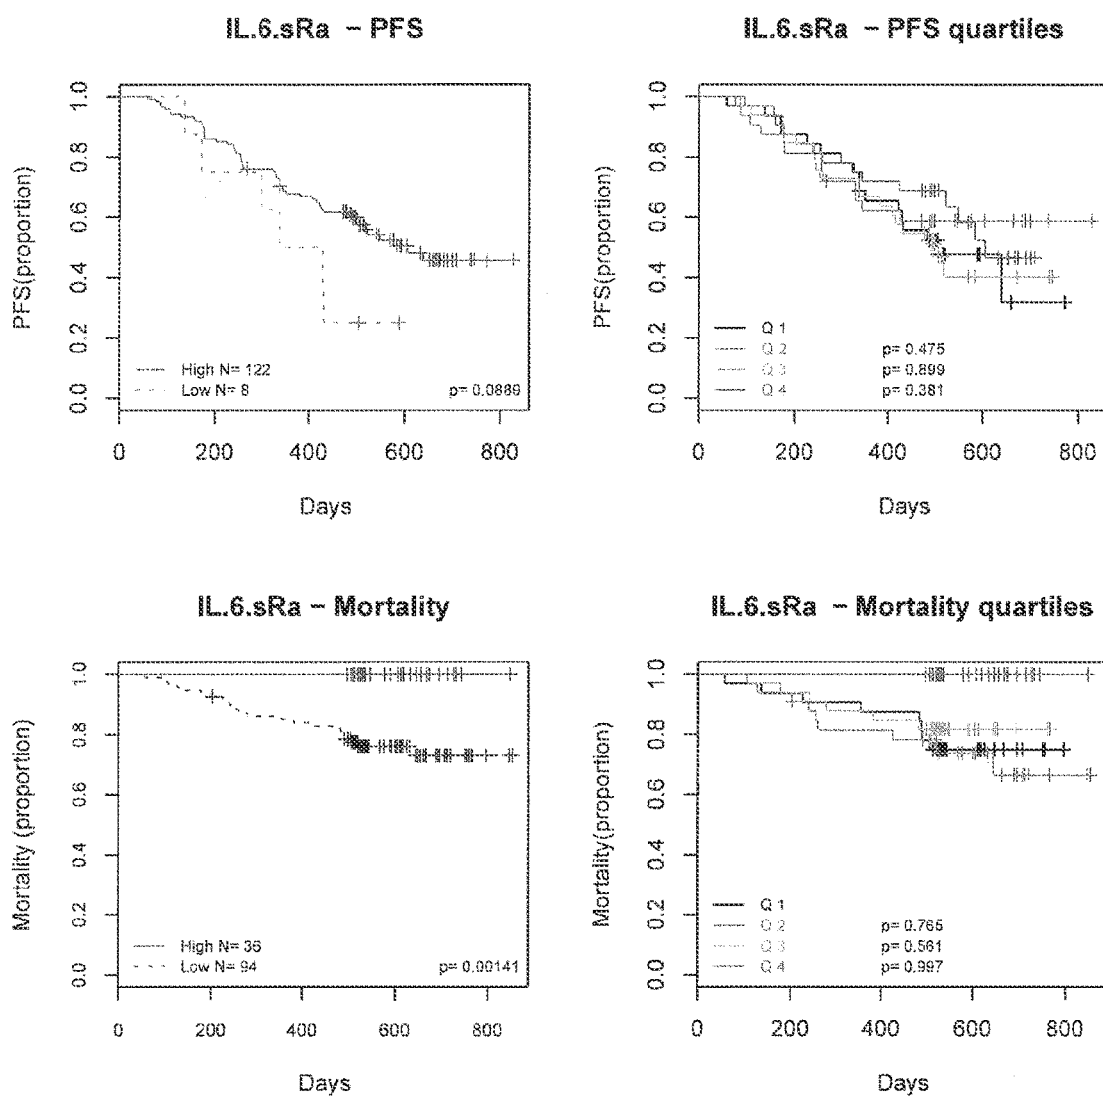 IL.6.sRa – PFS
PFS(proportion)
1.0
0.8
0.6
0.4
0.2
0.0
High N= 122
Low N= 8
p= 0.0889
0 200 400 600 800
Days
IL.6.sRa – PFS quartiles
PFS(proportion)
1.0
0.8
0.6
0.4
0.2
0.0
Q 1
Q 2 p= 0.475
Q 3 p= 0.899
Q 4 p= 0.381
0 200 400 600 800
Days
IL.6.sRa – Mortality
Mortality (proportion)
1.0
0.8
0.6
0.4
0.2
0.0
High N= 36
Low N= 94
p= 0.00141
0 200 400 600 800
Days
IL.6.sRa – Mortality quartiles
Mortality(proportion)
1.0
0.8
0.6
0.4
0.2
0.0
Q 1
Q 2 p= 0.765
Q 3 p= 0.561
Q 4 p= 0.997
0 200 400 600 800
Days